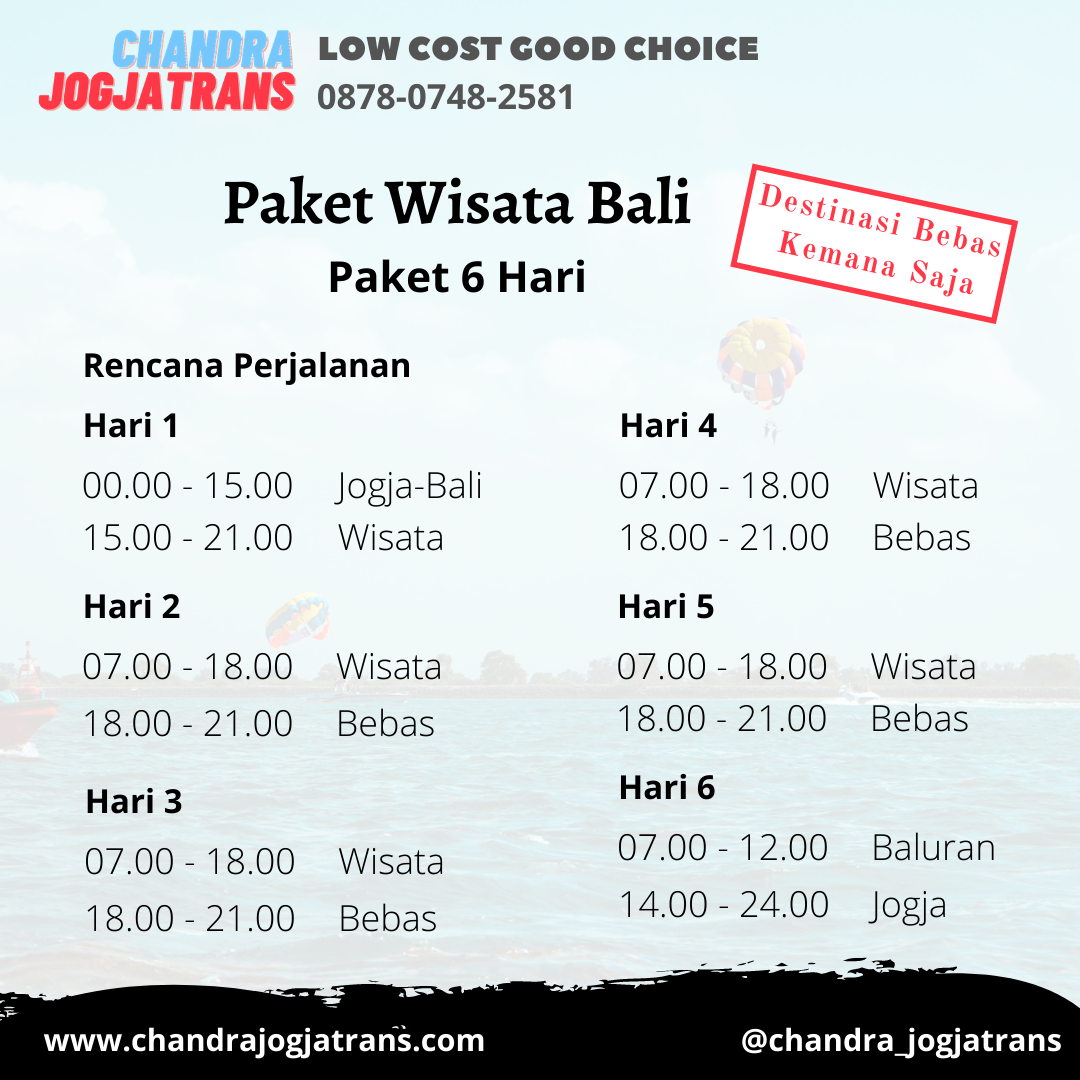 CHANDRA
JOGJATRANS
LOW COST GOOD CHOICE
0878-0748-2581
Paket Wisata Bali
Paket 6 Hari
Destinasi Bebas
Kemana Saja
Rencana Perjalanan
Hari 1
00.00 - 15.00 Jogja-Bali
15.00 - 21.00 Wisata
Hari 2
07.00 - 18.00 Wisata
18.00 - 21.00 Bebas
Hari 3
07.00 - 18.00 Wisata
18.00 - 21.00 Bebas
Hari 4
07.00 - 18.00 Wisata
18.00 - 21.00 Bebas
Hari 5
07.00 - 18.00 Wisata
18.00 - 21.00 Bebas
Hari 6
07.00 - 12.00 Baluran
14.00 - 24.00 Jogja
www.chandrajogjatrans.com
@chandra_jogjatrans